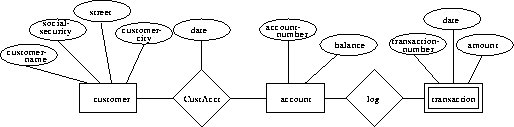 street
social-
security
customer-
name
customer-
city
date
account-
number
balance
date
transaction-
number
amount
customer
CustAcct
account
log
transaction